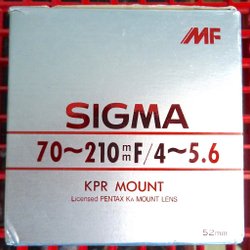 MF
SIGMA
70~210mm F/4~5.6
KPR MOUNT
Licensed PENTAX KA MOUNT LENS
52mm